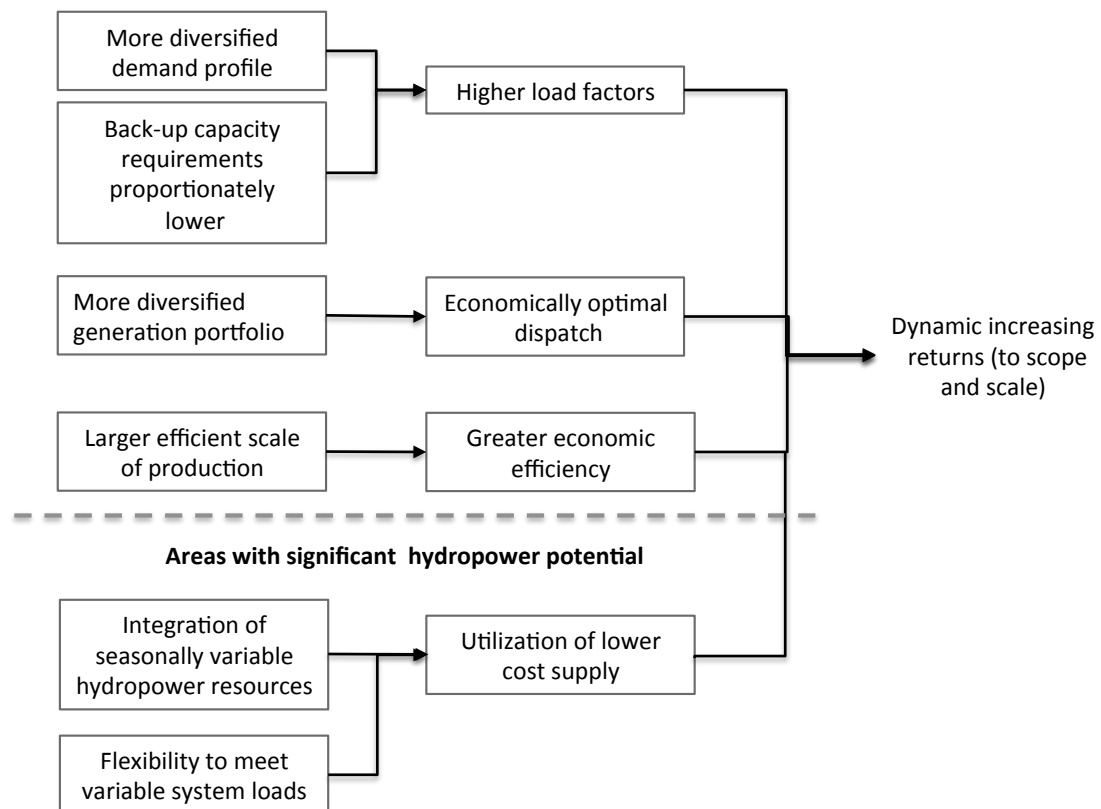 More diversified
demand profile
Higher load factors
Back-up capacity
requirements
proportionately
lower
More diversified
generation portfolio
Economically optimal
dispatch
Dynamic increasing
returns (to scope
and scale)
Larger efficient scale
of production
Greater economic
efficiency
Areas with significant hydropower potential
Integration of
seasonally variable
hydropower resources
Utilization of lower
cost supply
Flexibility to meet
variable system loads